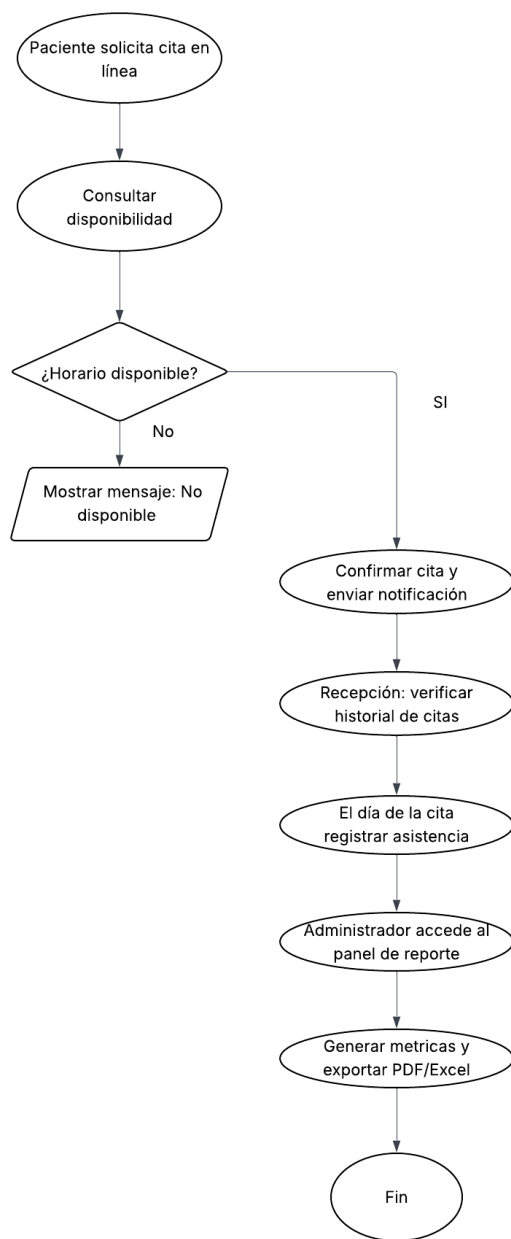 Paciente solicita cita en
línea
Consultar
disponibilidad
¿Horario disponible?
SI
No
Mostrar mensaje: No
disponible
Confirmar cita y
enviar notificación
Recepción: verificar
historial de citas
El día de la cita
registrar asistencia
Administrador accede al
panel de reporte
Generar metricas y
exportar PDF/Excel
Fin